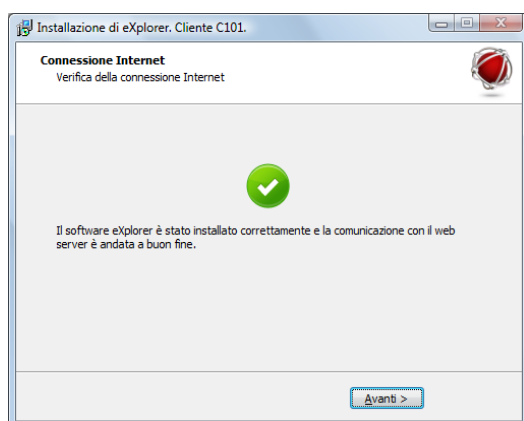 Installazione di eXplorer. Cliente C101.
Connessione Internet
Verifica della connessione Internet
Il software eXplorer è stato installato correttamente e la comunicazione con il web
server è andata a buon fine.
Avanti >